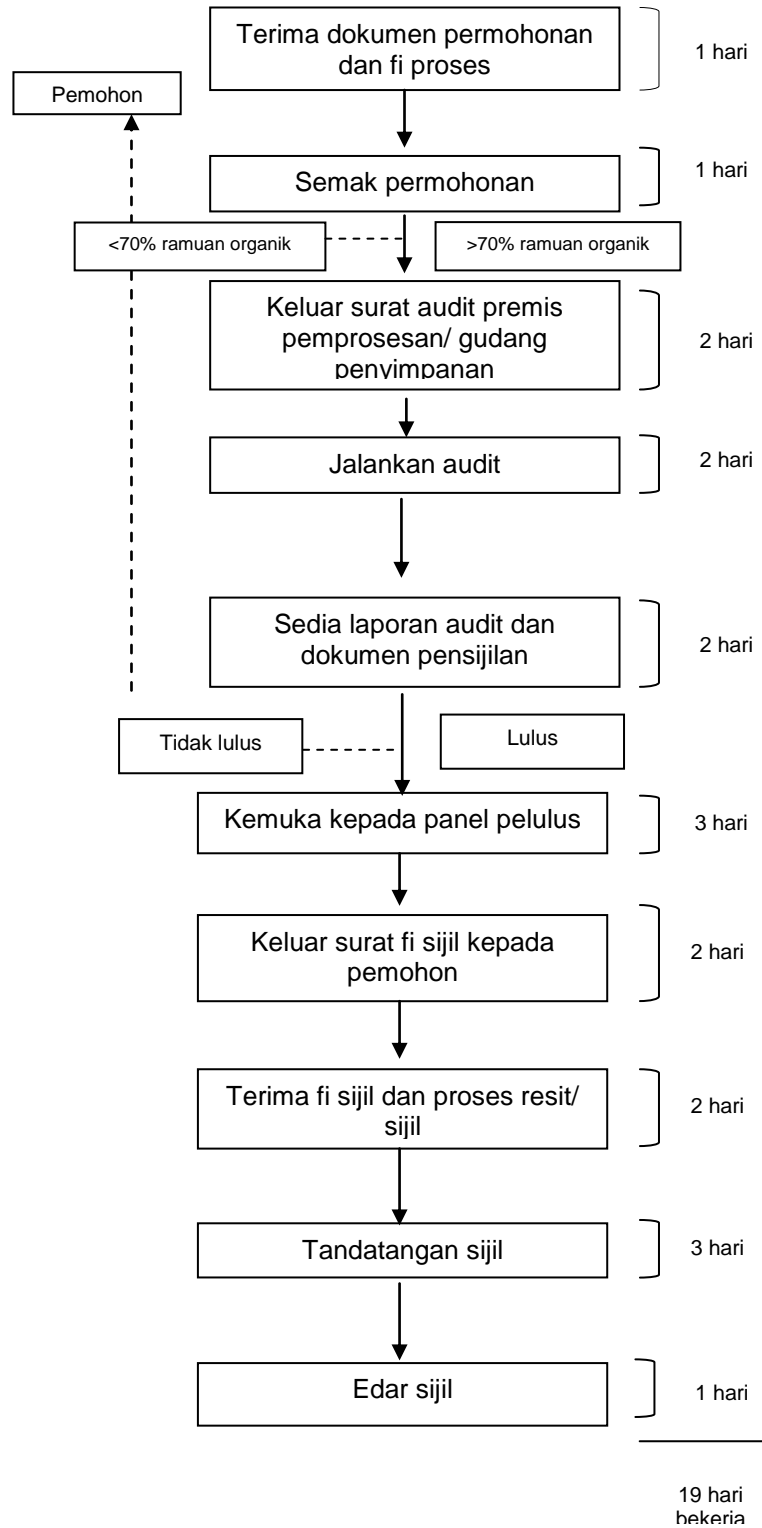 Terima dokumen permohonan
dan fi proses
1 hari
Pemohon
Semak permohonan
1 hari
<70% ramuan organik
>70% ramuan organik
Keluar surat audit premis
pemprosesan/ gudang
penyimpanan
2 hari
Jalankan audit
2 hari
Sedia laporan audit dan
dokumen pensijilan
2 hari
Tidak lulus
Lulus
Kemuka kepada panel pelulus
3 hari
Keluar surat fi sijil kepada
pemohon
2 hari
Terima fi sijil dan proses resit/
sijil
2 hari
Tandatangan sijil
3 hari
Edar sijil
1 hari
19 hari
bekerja